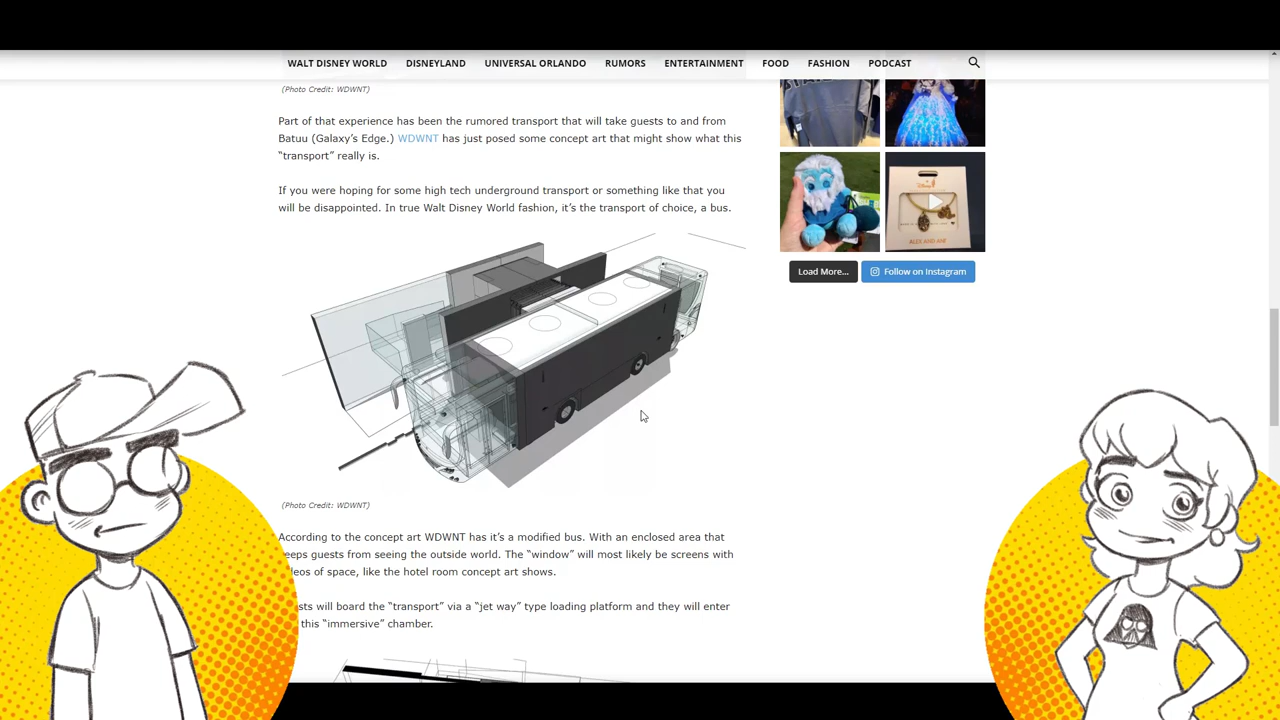 WALT DISNEY WORLD DISNEYLAND UNIVERSAL ORLANDO RUMORS ENTERTAINMENT FOOD FASHION PODCAST
(Photo Credit: WDWNT)
Part of that experience has been the rumored transport that will take guests to and from
Batuu (Galaxy's Edge.) WDWNT has just posed some concept art that might show what this
"transport" really is.
If you were hoping for some high tech underground transport or something like that you
will be disappointed. In true Walt Disney World fashion, it's the transport of choice, a bus.
(Photo Credit: WDWNT)
According to the concept art WDWNT has it's a modified bus. With an enclosed area that
eeps guests from seeing the outside world. The "window" will most likely be screens with
eos of space, like the hotel room concept art shows.
sts will board the "transport" via a "jet way" type loading platform and they will enter
this "immersive" chamber.
ALEX AND ANI
Load More...
Follow on Instagram